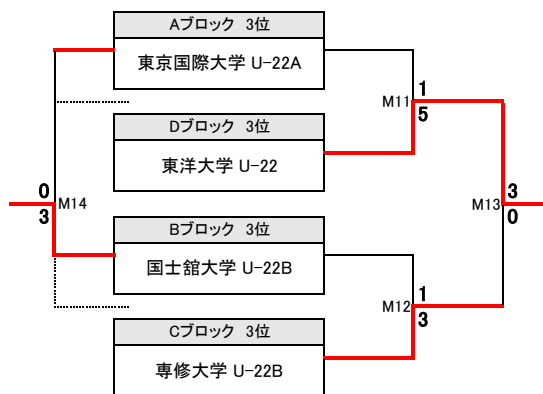 Aブロック 3位
東京国際大学 U-22A
M11
1
5
Dブロック 3位
東洋大学 U-22
0
3
M14
M13
3
0
Bブロック 3位
国士舘大学 U-22B
M12
1
3
Cブロック 3位
専修大学 U-22B